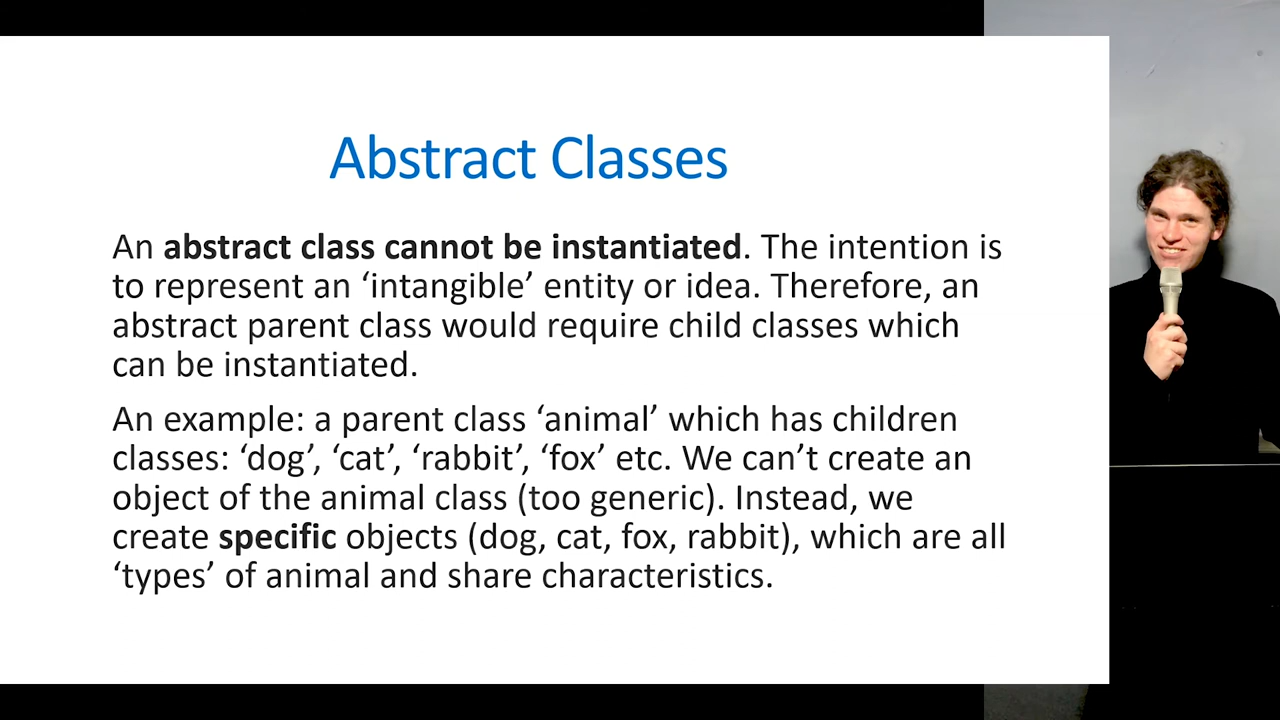 Abstract Classes
An abstract class cannot be instantiated. The intention is
to represent an ‘intangible’ entity or idea. Therefore, an
abstract parent class would require child classes which
can be instantiated.
An example: a parent class ‘animal’ which has children
classes: ‘dog’, ‘cat’, ‘rabbit’, ‘fox’ etc. We can’t create an
object of the animal class (too generic). Instead, we
create specific objects (dog, cat, fox, rabbit), which are all
‘types’ of animal and share characteristics.